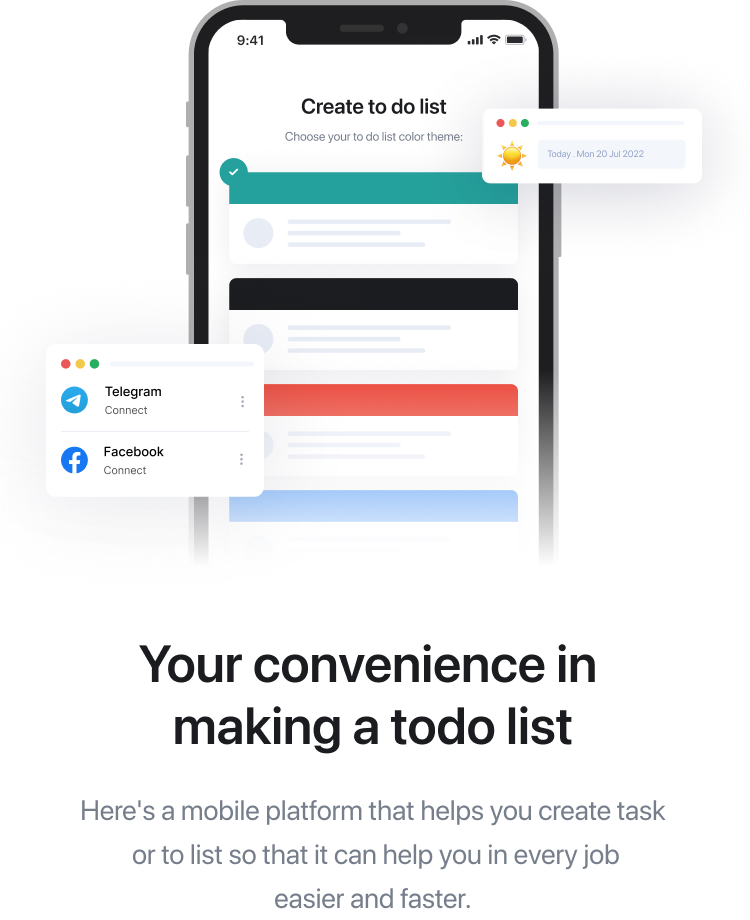 9:41
Create to do list
Choose your to do list color theme:
Today . Mon 20 Jul 2022
Telegram
Connect
Facebook
Connect
Your convenience in
making a todo list
Here's a mobile platform that helps you create task
or to list so that it can help you in every job
easier and faster.